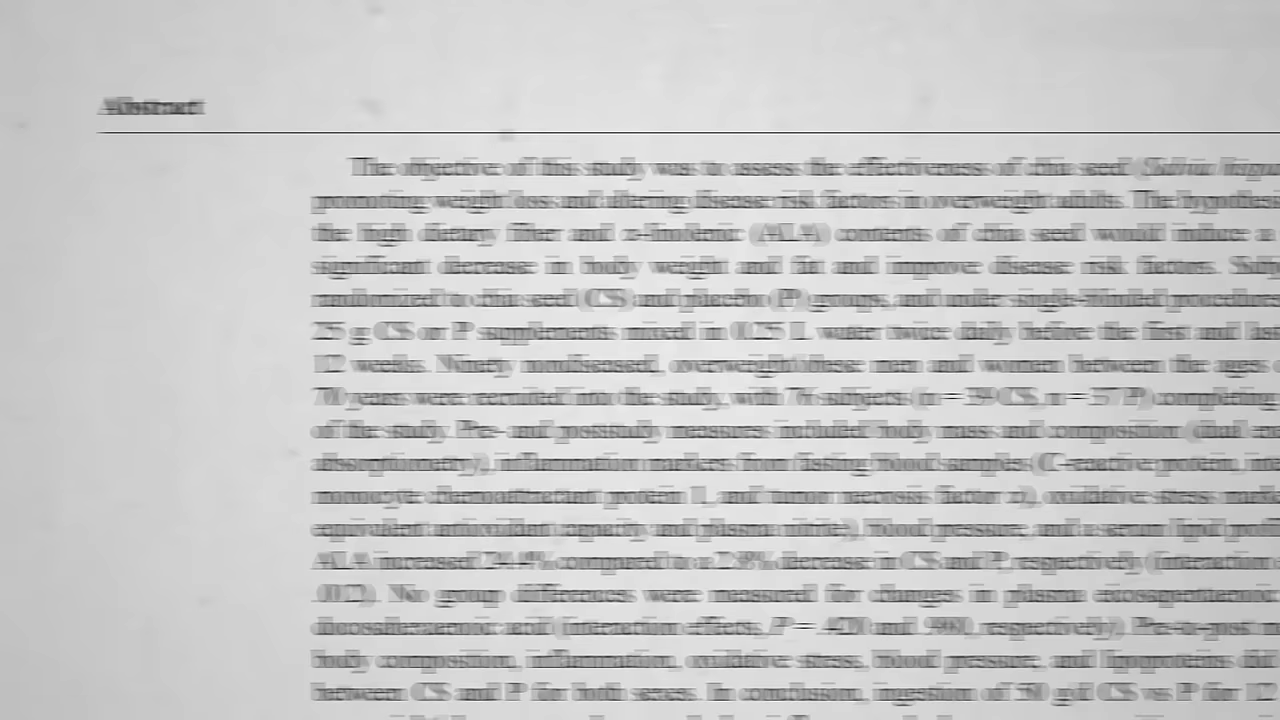 Abstract
The objective of this study was to assess the effectiveness of chia seed (Salvia
promoting weight loss and altering disease risk factors in overweight adults. The
the high dietary fiber and α-linolenic (ALA) contents of chia seed would induce a
significant decrease in body weight and fat and improve disease risk factors.
randomized to chia seed (CS) and placebo (P) groups, and under single-blinded procedures
25 g CS or P supplements mixed in 0.25 L water twice daily before the first and
12 weeks. Ninety nondiseased, overweight/obese men and women between the ages
70 years were recruited into the study, with 76 subjects (n = 39 CS, n = 37 P) completing
of the study. Pre- and poststudy measures included body mass and composition (dual
absorptiometry), inflammation markers from fasting blood samples (C-reactive protein,
monocyte chemoattractant protein 1, and tumor necrosis factor α), oxidative stress
equivalent antioxidant capacity and plasma nitrite), blood pressure, and a serum lipid
ALA increased 24.4% compared to a 2.8% decrease in CS and P, respectively (interaction
.012). No group differences were measured for changes in plasma eicosapentaenoic
docosahexaenoic acid (interaction effects, P = .420 and .980, respectively). Pre-to-post
body composition, inflammation, oxidative stress, blood pressure, and lipoproteins did
between CS and P for both sexes. In conclusion, ingestion of 50 g/d CS vs P for 12